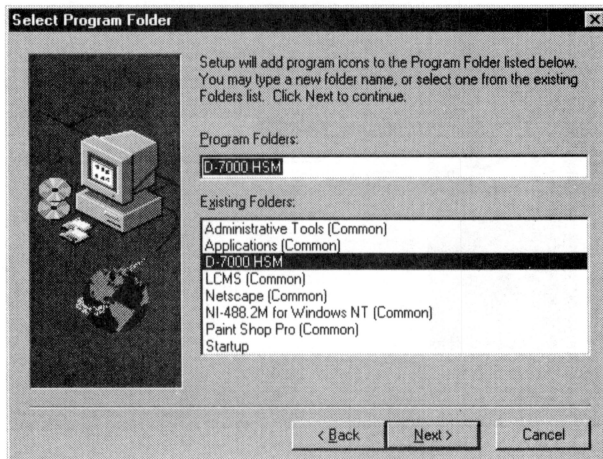 Select Program Folder
Setup will add program icons to the Program Folder listed below.
You may type a new folder name, or select one from the existing
Folders list. Click Next to continue.
Program Folders:
D-7000 HSM
Existing Folders:
Administrative Tools (Common)
Applications (Common)
D-7000 HSM
LCMS (Common)
Netscape (Common)
NI-488.2M for Windows NT (Common)
Paint Shop Pro (Common)
Startup
< Back
Next >
Cancel